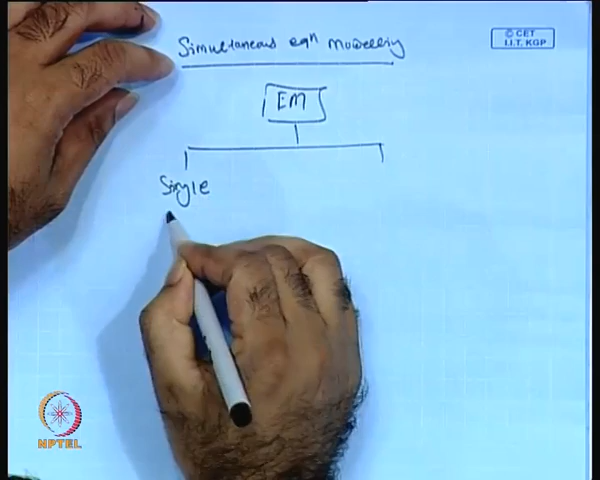 Simultaneous eqn modelling
© CET
I.I.T. KGP
EM
Single
NPTEL